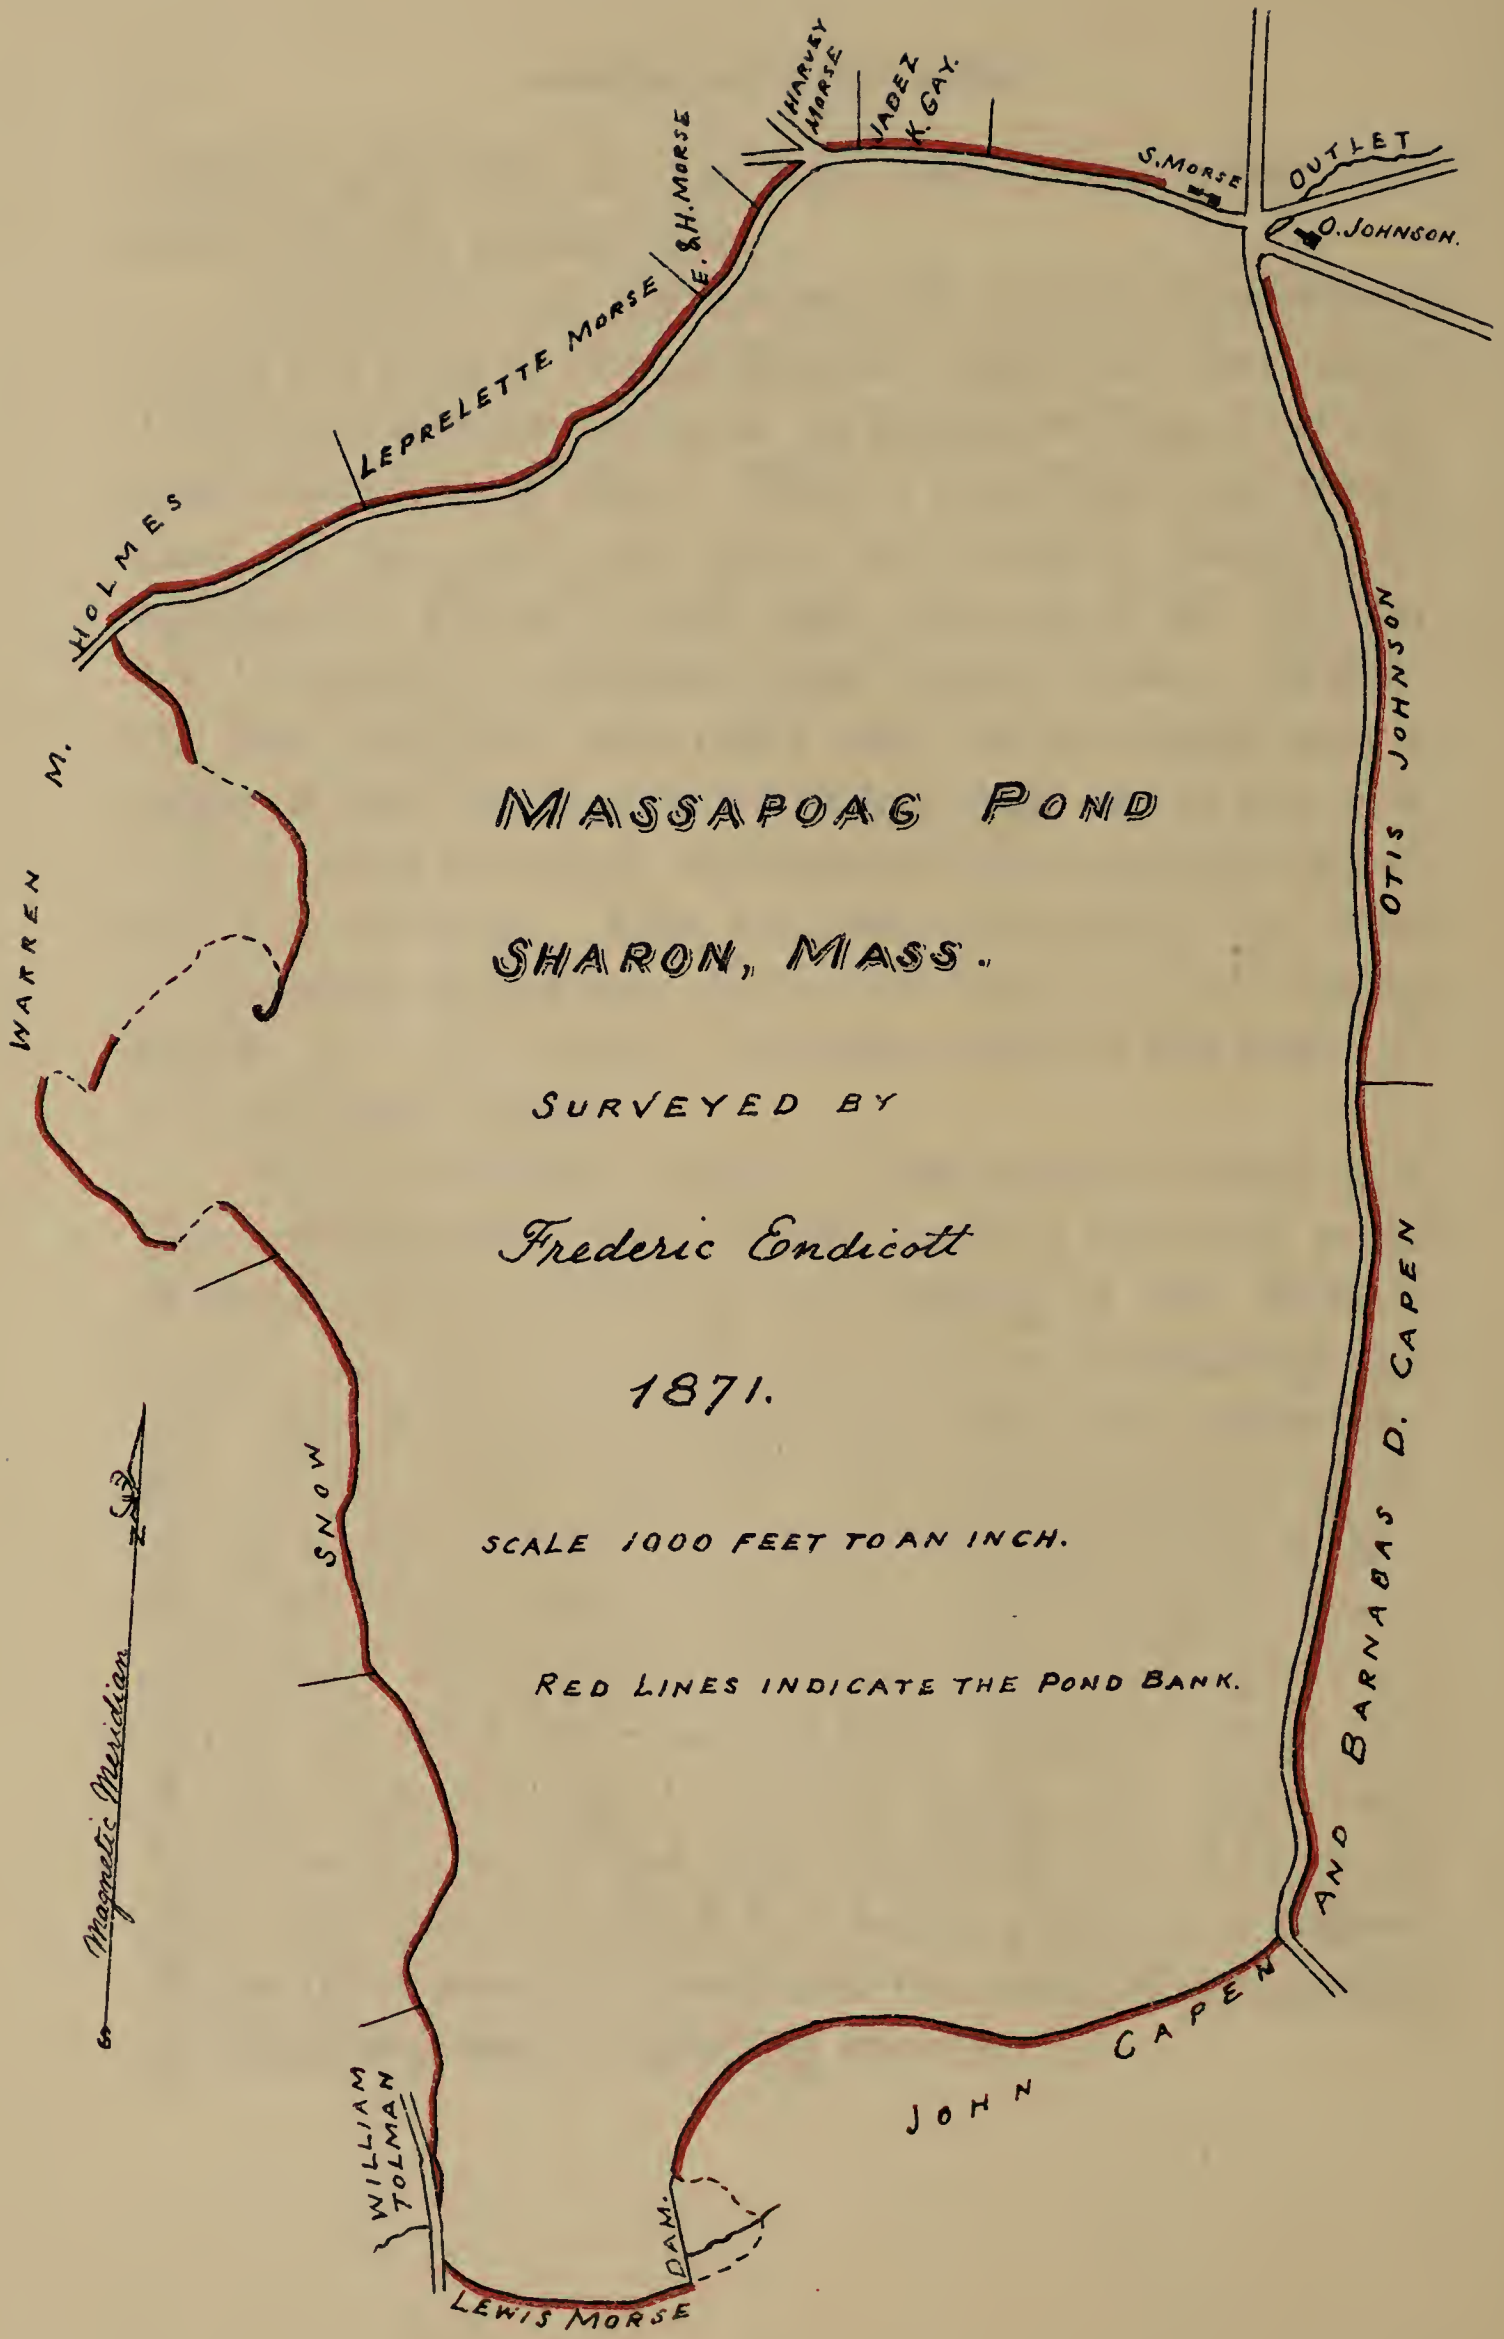 HARVEY
MORSE
JABEZ
K. GAY.
S. MORSE
OUTLET
O. JOHNSON.
E. & H. MORSE
LEPRELETTE MORSE
WARREN M. HOLMES
OTIS JOHNSON
MASSAPOAG POND
SHARON, MASS.
SURVEYED BY
Frederic Endicott
1871.
SCALE 1000 FEET TO AN INCH.
RED LINES INDICATE THE POND BANK.
SNOW
N
Magnetic Meridian
S
JOHN CAPEN AND BARNABAS D. CAPEN
WILLIAM
TOLMAN
DAM.
LEWIS MORSE